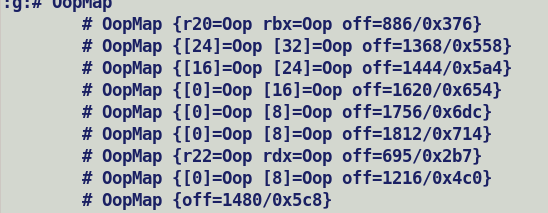 :g:# OopMap
# OopMap {r20=Oop rbx=Oop off=886/0x376}
# OopMap {[24]=Oop [32]=Oop off=1368/0x558}
# OopMap {[16]=Oop [24]=Oop off=1444/0x5a4}
# OopMap {[0]=Oop [16]=Oop off=1620/0x654}
# OopMap {[0]=Oop [8]=Oop off=1756/0x6dc}
# OopMap {[0]=Oop [8]=Oop off=1812/0x714}
# OopMap {r22=Oop rdx=Oop off=695/0x2b7}
# OopMap {[0]=Oop [8]=Oop off=1216/0x4c0}
# OopMap {off=1480/0x5c8}